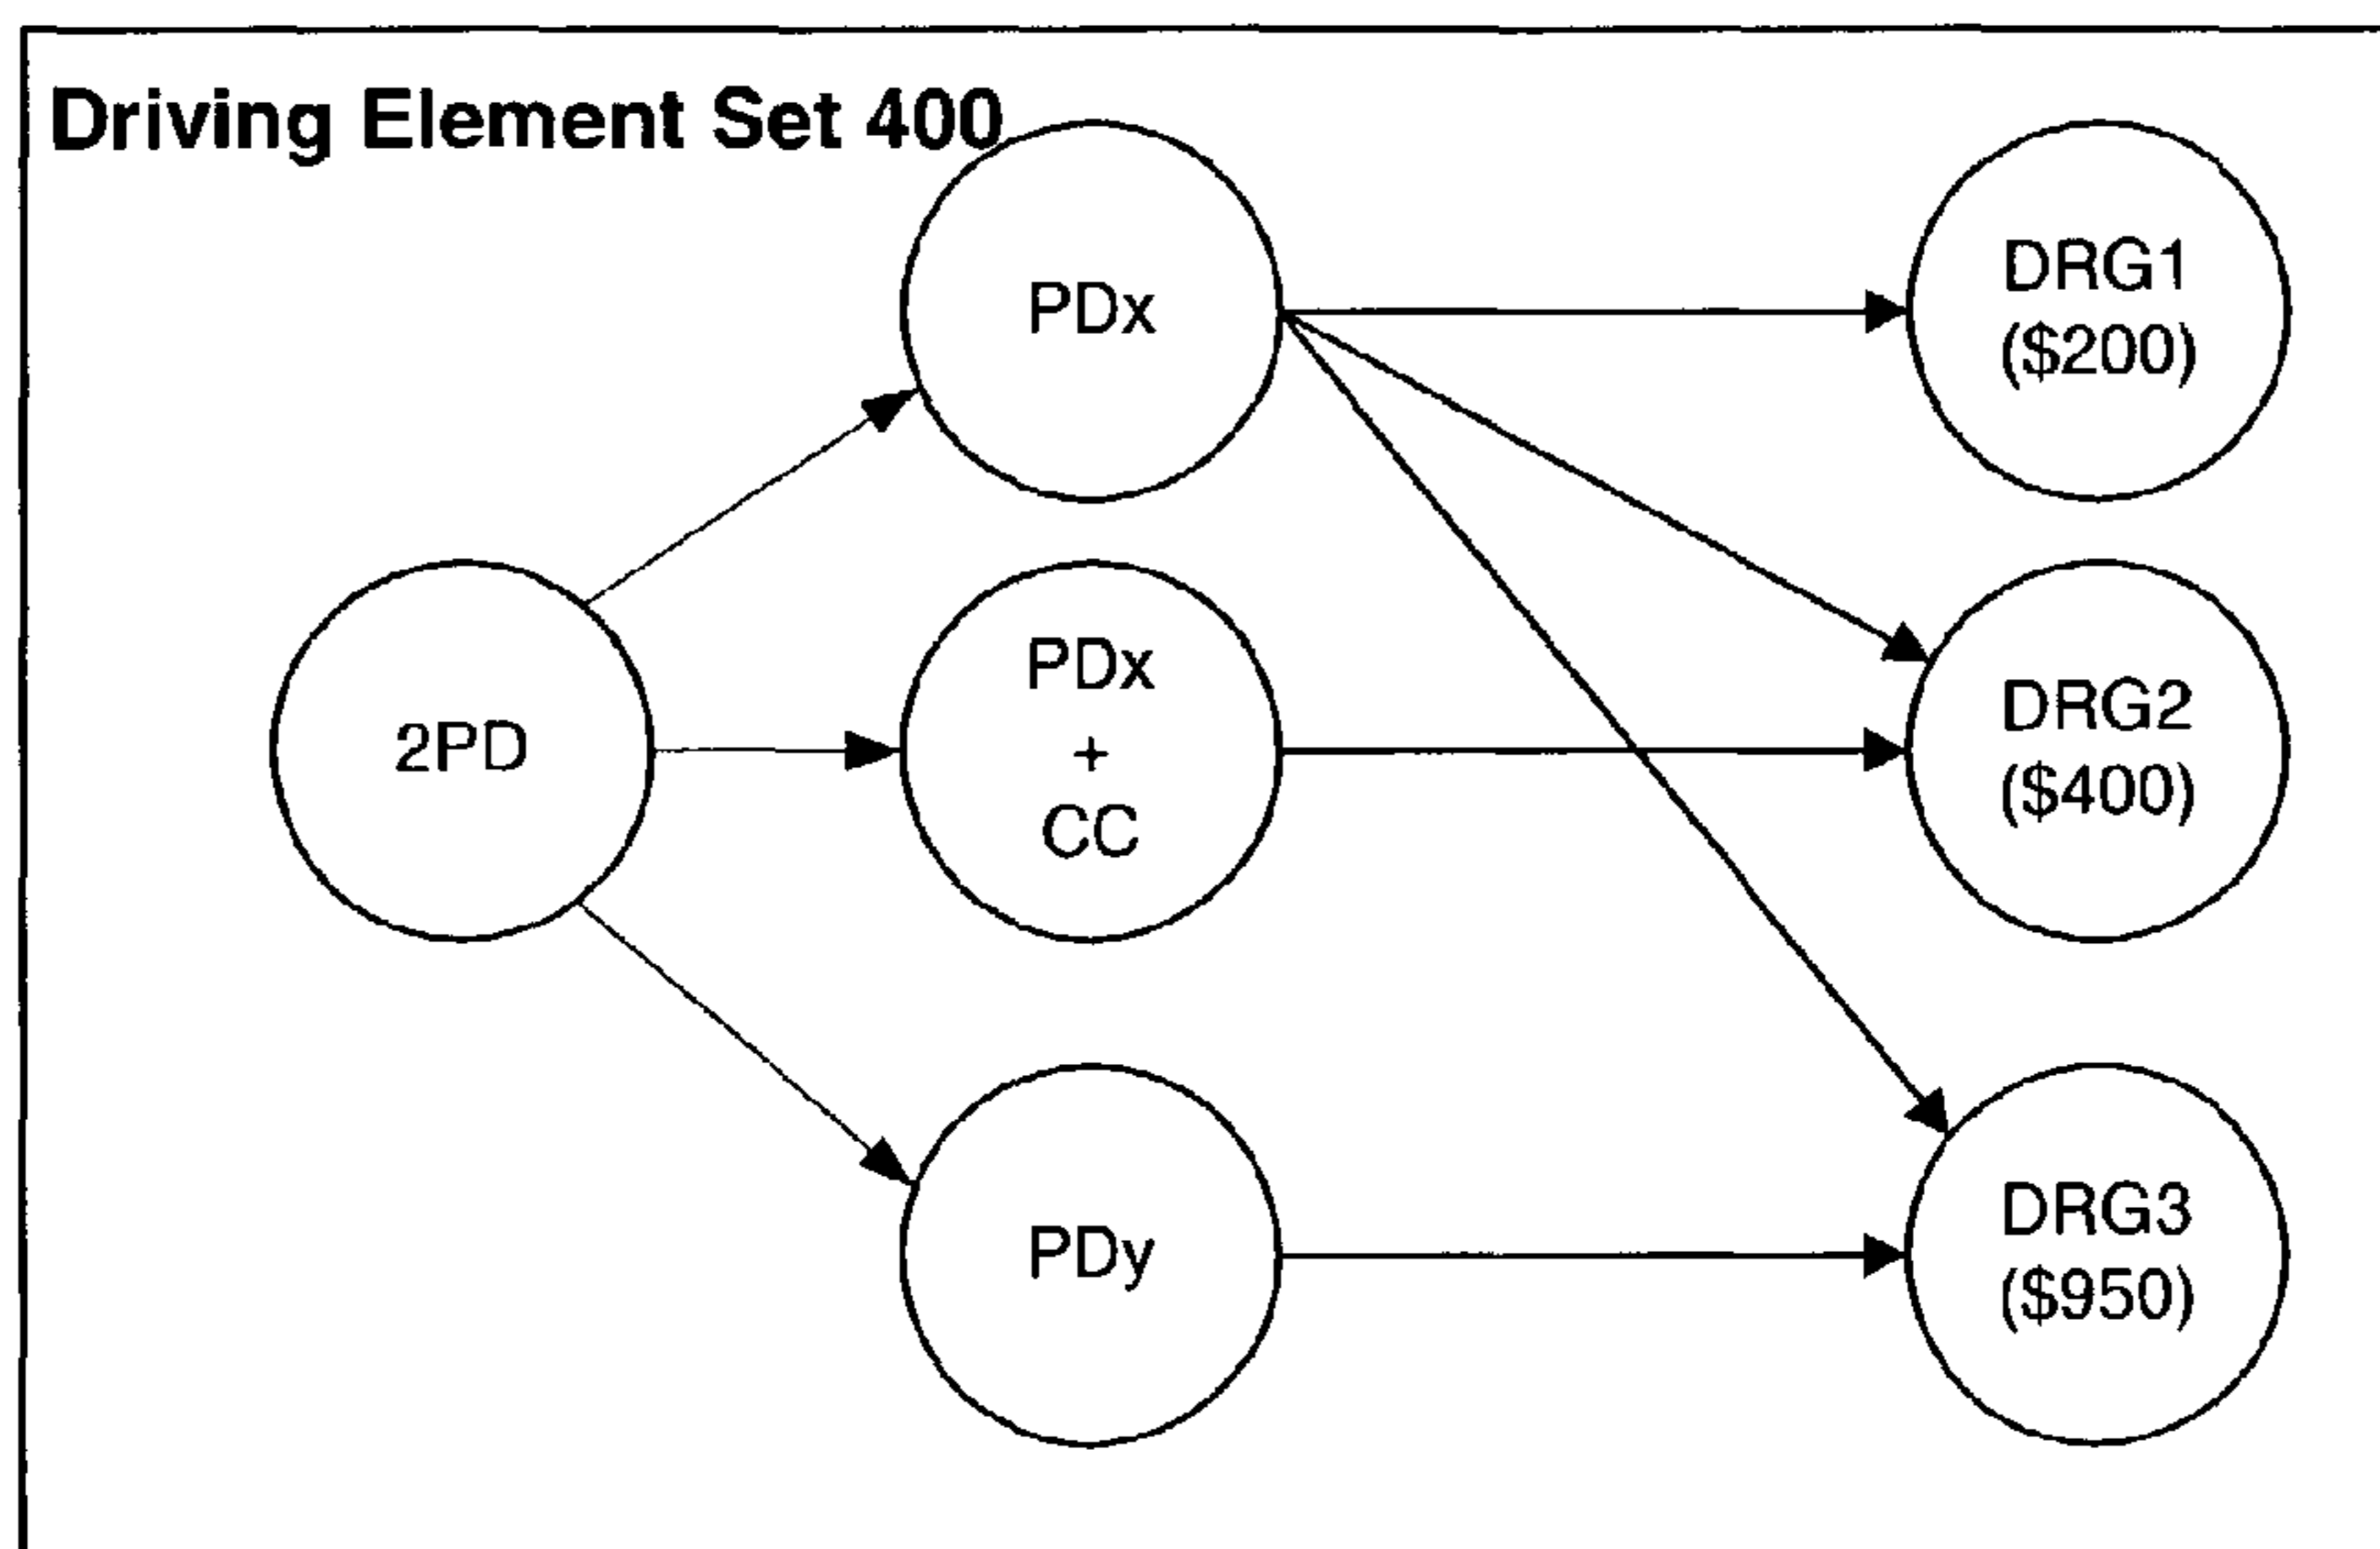 Driving Element Set 400
PDx
DRG1
($200)
2PD
PDx
+
CC
DRG2
($400)
PDy
DRG3
($950)